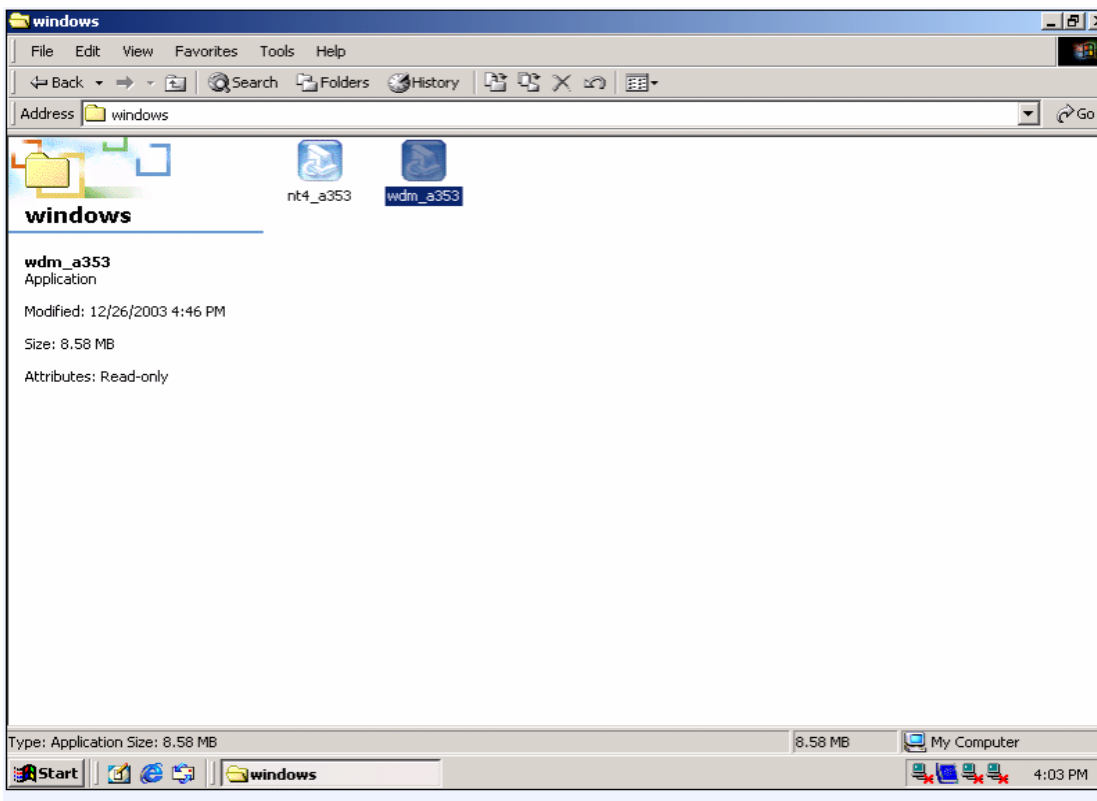 windows
File Edit View Favorites Tools Help
Back Search Folders History
Address windows Go
nt4_a353 wdm_a353
windows
wdm_a353
Application
Modified: 12/26/2003 4:46 PM
Size: 8.58 MB
Attributes: Read-only
Type: Application Size: 8.58 MB 8.58 MB My Computer
Start windows 4:03 PM